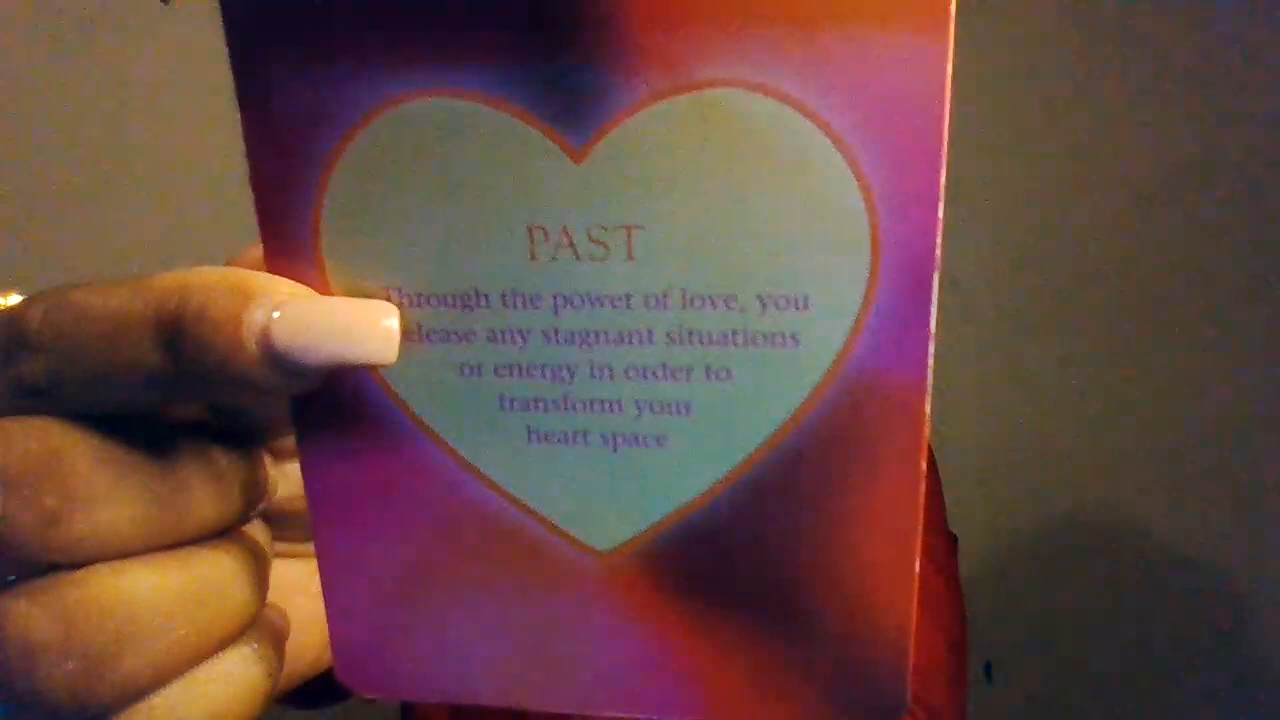 PAST
Through the power of love, you
release any stagnant situations
or energy in order to
transform your
heart space